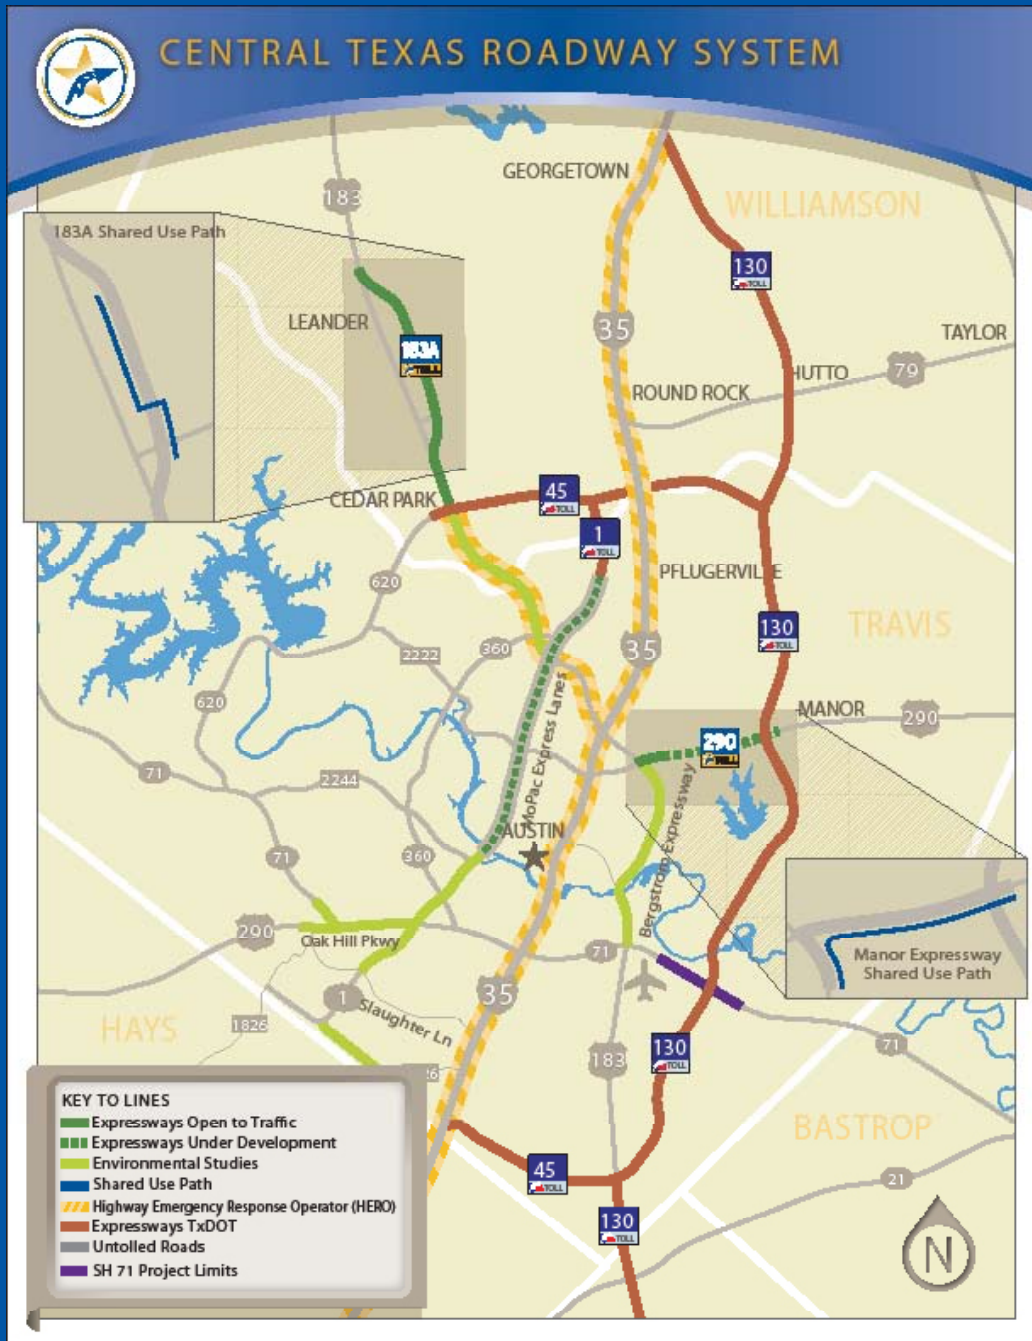 CENTRAL TEXAS ROADWAY SYSTEM
GEORGETOWN
183
WILLIAMSON
183A Shared Use Path
130
TOLL
LEANDER
35
TAYLOR
183A
TOLL
HUTTO
79
ROUND ROCK
CEDAR PARK
45
TOLL
1
TOLL
PFLUGERVILLE
620
130
TOLL
TRAVIS
360
35
2222
620
MANOR
290
290
MoPac Express Lanes
71
2244
Bergstrom Expressway
AUSTIN
71
360
290
Oak Hill Pkwy
71
Manor Expressway
Shared Use Path
35
1
Slaughter Ln
HAYS
1826
130
TOLL
183
71
KEY TO LINES
Expressways Open to Traffic
Expressways Under Development
Environmental Studies
Shared Use Path
Highway Emergency Response Operator (HERO)
Expressways TxDOT
Untolled Roads
SH 71 Project Limits
BASTROP
45
TOLL
21
130
TOLL
N